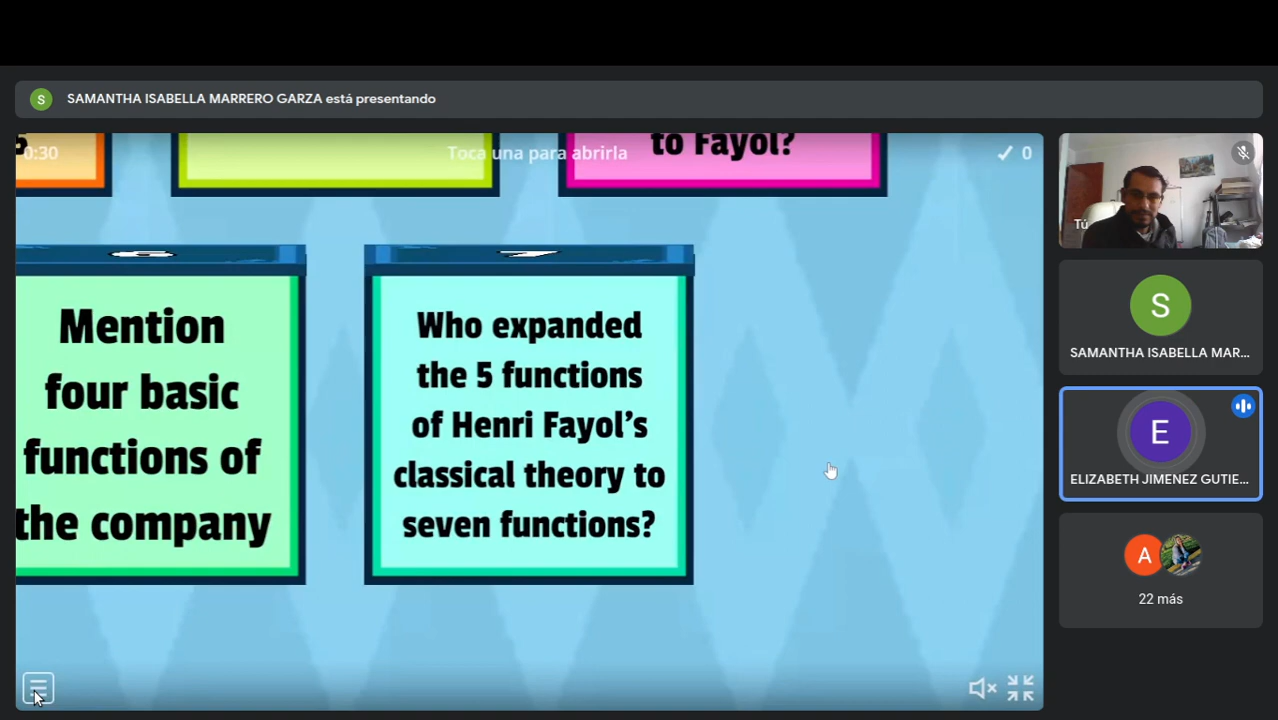 S
SAMANTHA ISABELLA MARRERO GARZA está presentando
0:30
Toca una para abrirla
to Fayol?
0
6
7
Mention
four basic
functions of
the company
Who expanded
the 5 functions
of Henri Fayol's
classical theory to
seven functions?
Tú
S
SAMANTHA ISABELLA MAR...
E
ELIZABETH JIMENEZ GUTIE...
A
22 más